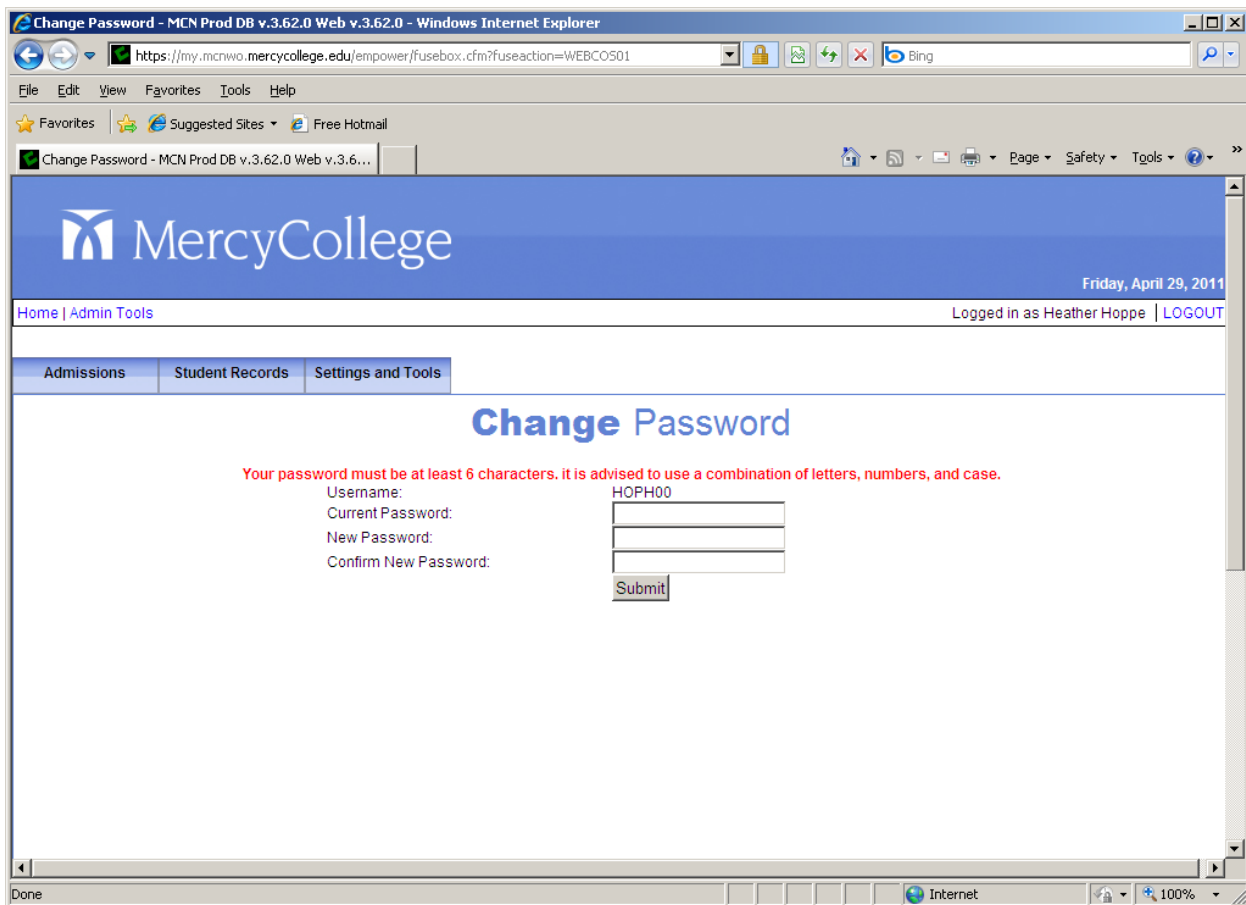 Change Password - MCN Prod DB v.3.62.0 Web v.3.62.0 - Windows Internet Explorer
https://my.mcnwo.mercycollege.edu/empower/fusebox.cfm?fuseaction=WEBCOS01
Bing
File Edit View Favorites Tools Help
Favorites Suggested Sites Free Hotmail
Change Password - MCN Prod DB v.3.62.0 Web v.3.6... Page Safety Tools »
MercyCollege
Friday, April 29, 2011
Home | Admin Tools Logged in as Heather Hoppe | LOGOUT
Admissions Student Records Settings and Tools
Change Password
Your password must be at least 6 characters. it is advised to use a combination of letters, numbers, and case.
Username: HOPH00
Current Password:
New Password:
Confirm New Password:
Submit
Done Internet 100%